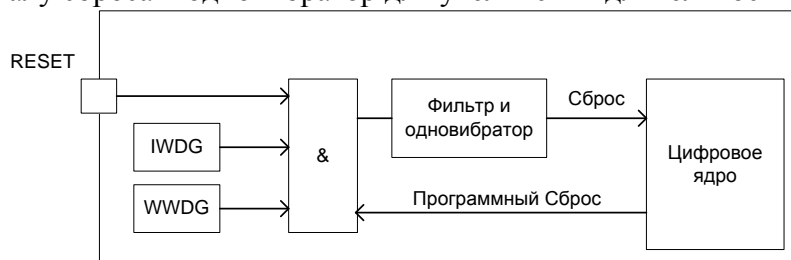 RESET
Фильтр и
одновибратор
Сброс
IWDG
&
Цифровое
ядро
WWDG
Программный Сброс